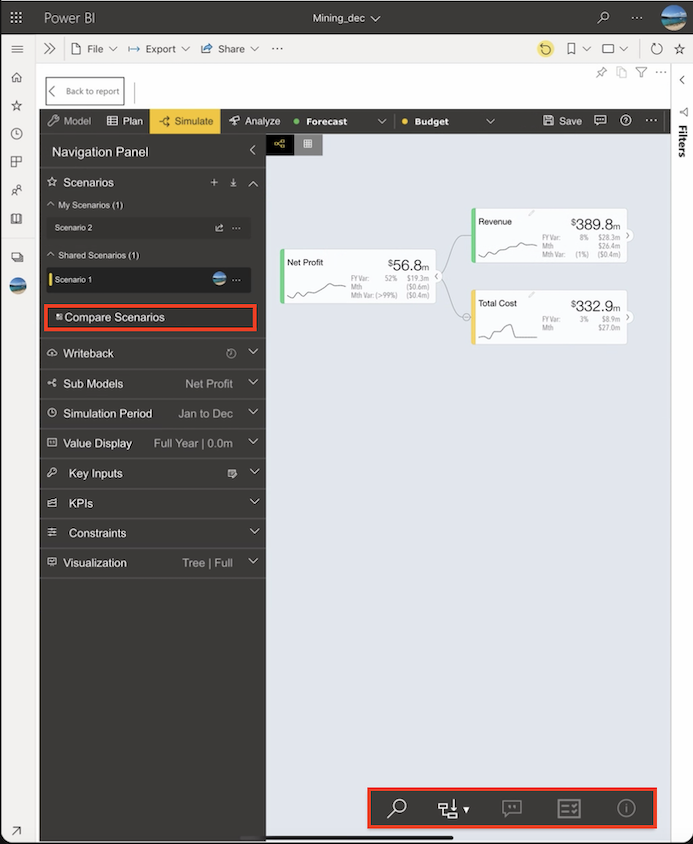 Power BI
Mining_dec
File
Export
Share
Back to report
Model
Plan
Simulate
Analyze
Forecast
Budget
Save
Filters
Navigation Panel
Scenarios
My Scenarios (1)
Scenario 2
Shared Scenarios (1)
Scenario 1
Compare Scenarios
Writeback
Sub Models Net Profit
Simulation Period Jan to Dec
Value Display Full Year | 0.0m
Key Inputs
KPIs
Constraints
Visualization Tree | Full
Net Profit
$56.8m
FY Var: 52% $19.3m
Mth ($0.6m)
Mth Var: (>99%) ($0.4m)
Revenue
$389.8m
FY Var: 8% $28.3m
Mth $26.4m
Mth Var: (1%) ($0.4m)
Total Cost
$332.9m
FY Var: 3% $8.9m
Mth $27.0m